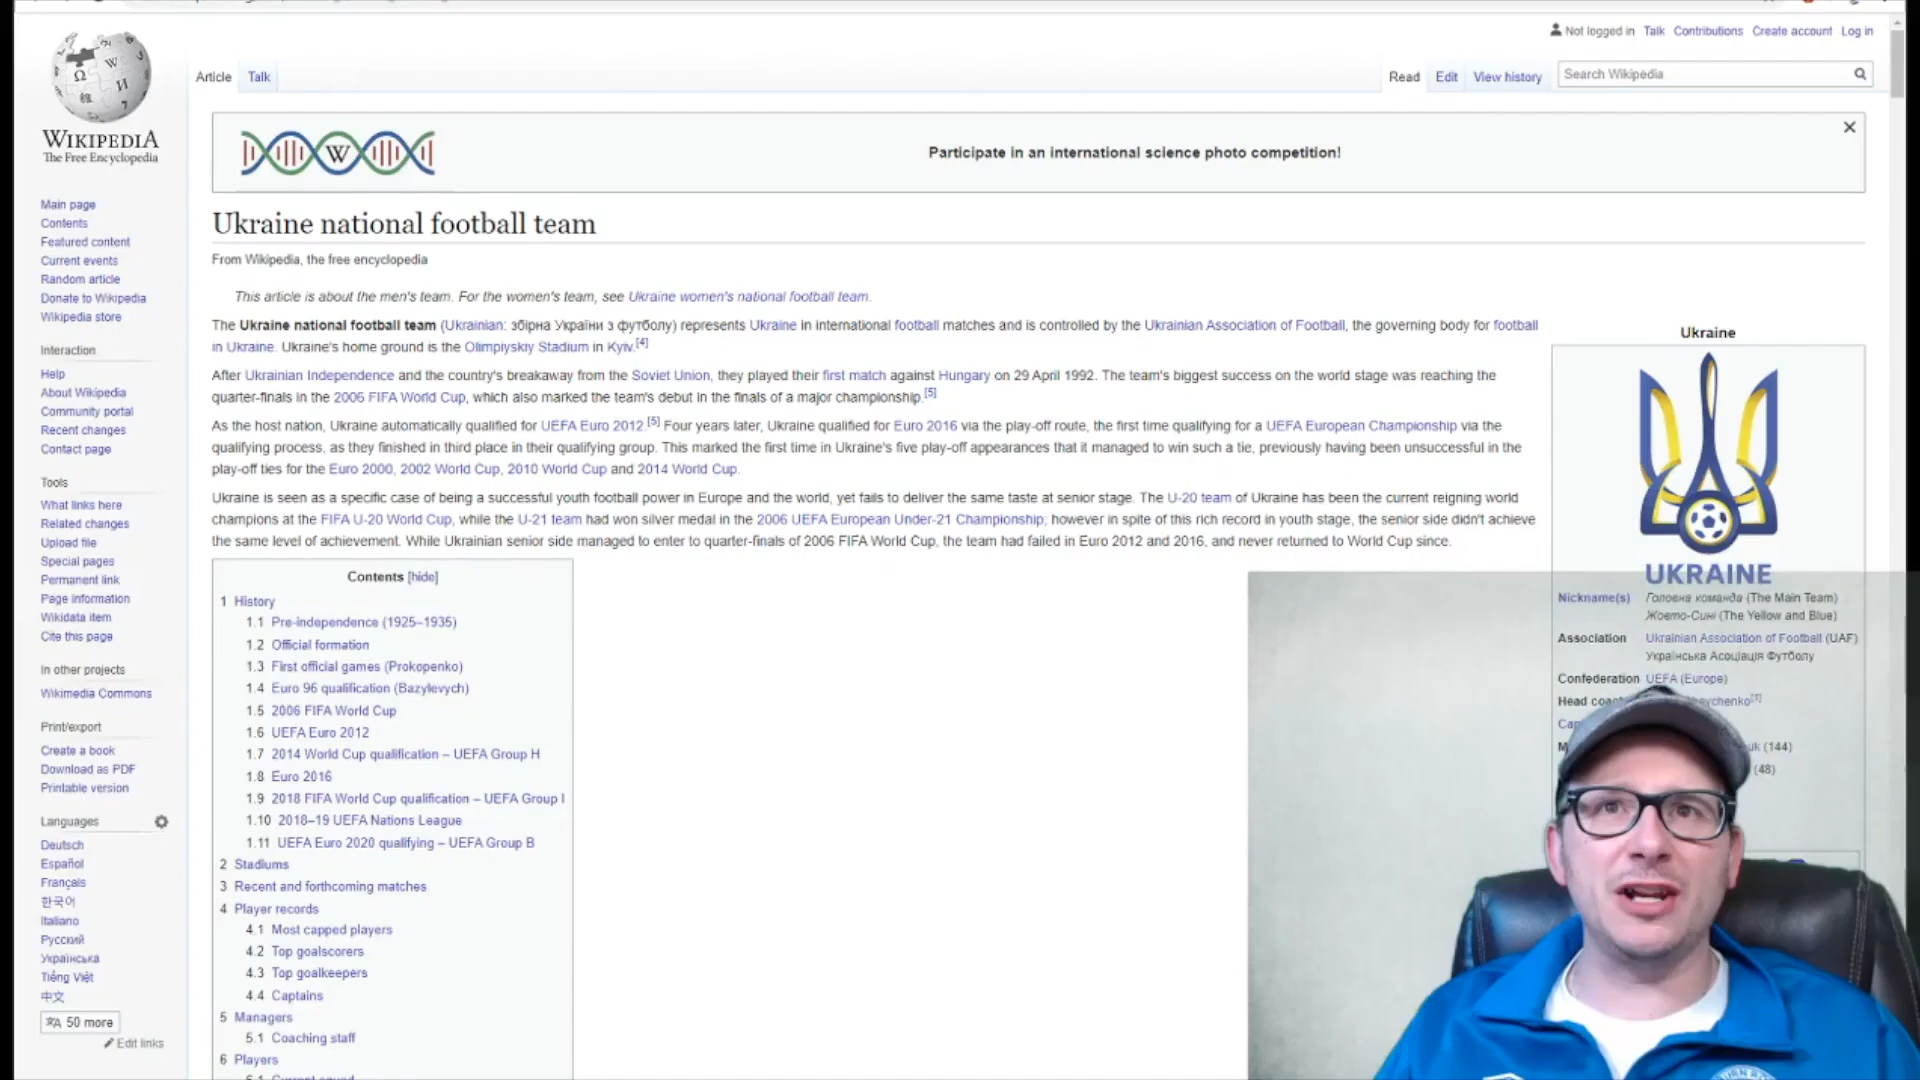 Not logged in Talk Contributions Create account Log in
Article Talk
Read Edit View history Search Wikipedia
WIKIPEDIA
The Free Encyclopedia
W
Participate in an international science photo competition!
Main page
Contents
Featured content
Current events
Random article
Donate to Wikipedia
Wikipedia store
Interaction
Help
About Wikipedia
Community portal
Recent changes
Contact page
Tools
What links here
Related changes
Upload file
Special pages
Permanent link
Page information
Wikidata item
Cite this page
In other projects
Wikimedia Commons
Print/export
Create a book
Download as PDF
Printable version
Languages
Deutsch
Español
Français
한국어
Italiano
Русский
Українська
Tiếng Việt
中文
50 more
Edit links
Ukraine national football team
From Wikipedia, the free encyclopedia
This article is about the men's team. For the women's team, see Ukraine women's national football team.
The Ukraine national football team (Ukrainian: збірна України з футболу) represents Ukraine in international football matches and is controlled by the Ukrainian Association of Football, the governing body for football
in Ukraine. Ukraine's home ground is the Olimpiyskiy Stadium in Kyiv.[4]
After Ukrainian Independence and the country's breakaway from the Soviet Union, they played their first match against Hungary on 29 April 1992. The team's biggest success on the world stage was reaching the
quarter-finals in the 2006 FIFA World Cup, which also marked the team's debut in the finals of a major championship.[5]
As the host nation, Ukraine automatically qualified for UEFA Euro 2012.[5] Four years later, Ukraine qualified for Euro 2016 via the play-off route, the first time qualifying for a UEFA European Championship via the
qualifying process, as they finished in third place in their qualifying group. This marked the first time in Ukraine's five play-off appearances that it managed to win such a tie, previously having been unsuccessful in the
play-off ties for the Euro 2000, 2002 World Cup, 2010 World Cup and 2014 World Cup.
Ukraine is seen as a specific case of being a successful youth football power in Europe and the world, yet fails to deliver the same taste at senior stage. The U-20 team of Ukraine has been the current reigning world
champions at the FIFA U-20 World Cup, while the U-21 team had won silver medal in the 2006 UEFA European Under-21 Championship; however in spite of this rich record in youth stage, the senior side didn't achieve
the same level of achievement. While Ukrainian senior side managed to enter to quarter-finals of 2006 FIFA World Cup, the team had failed in Euro 2012 and 2016, and never returned to World Cup since.
Contents [hide]
1 History
1.1 Pre-independence (1925–1935)
1.2 Official formation
1.3 First official games (Prokopenko)
1.4 Euro 96 qualification (Bazylevych)
1.5 2006 FIFA World Cup
1.6 UEFA Euro 2012
1.7 2014 World Cup qualification – UEFA Group H
1.8 Euro 2016
1.9 2018 FIFA World Cup qualification – UEFA Group I
1.10 2018–19 UEFA Nations League
1.11 UEFA Euro 2020 qualifying – UEFA Group B
2 Stadiums
3 Recent and forthcoming matches
4 Player records
4.1 Most capped players
4.2 Top goalscorers
4.3 Top goalkeepers
4.4 Captains
5 Managers
5.1 Coaching staff
6 Players
Ukraine
UKRAINE
Nickname(s) Головна команда (The Main Team)
Жовто-Сині (The Yellow and Blue)
Association Ukrainian Association of Football (UAF)
Українська Асоціація Футболу
Confederation UEFA (Europe)
Head [1]
(144)
(48)